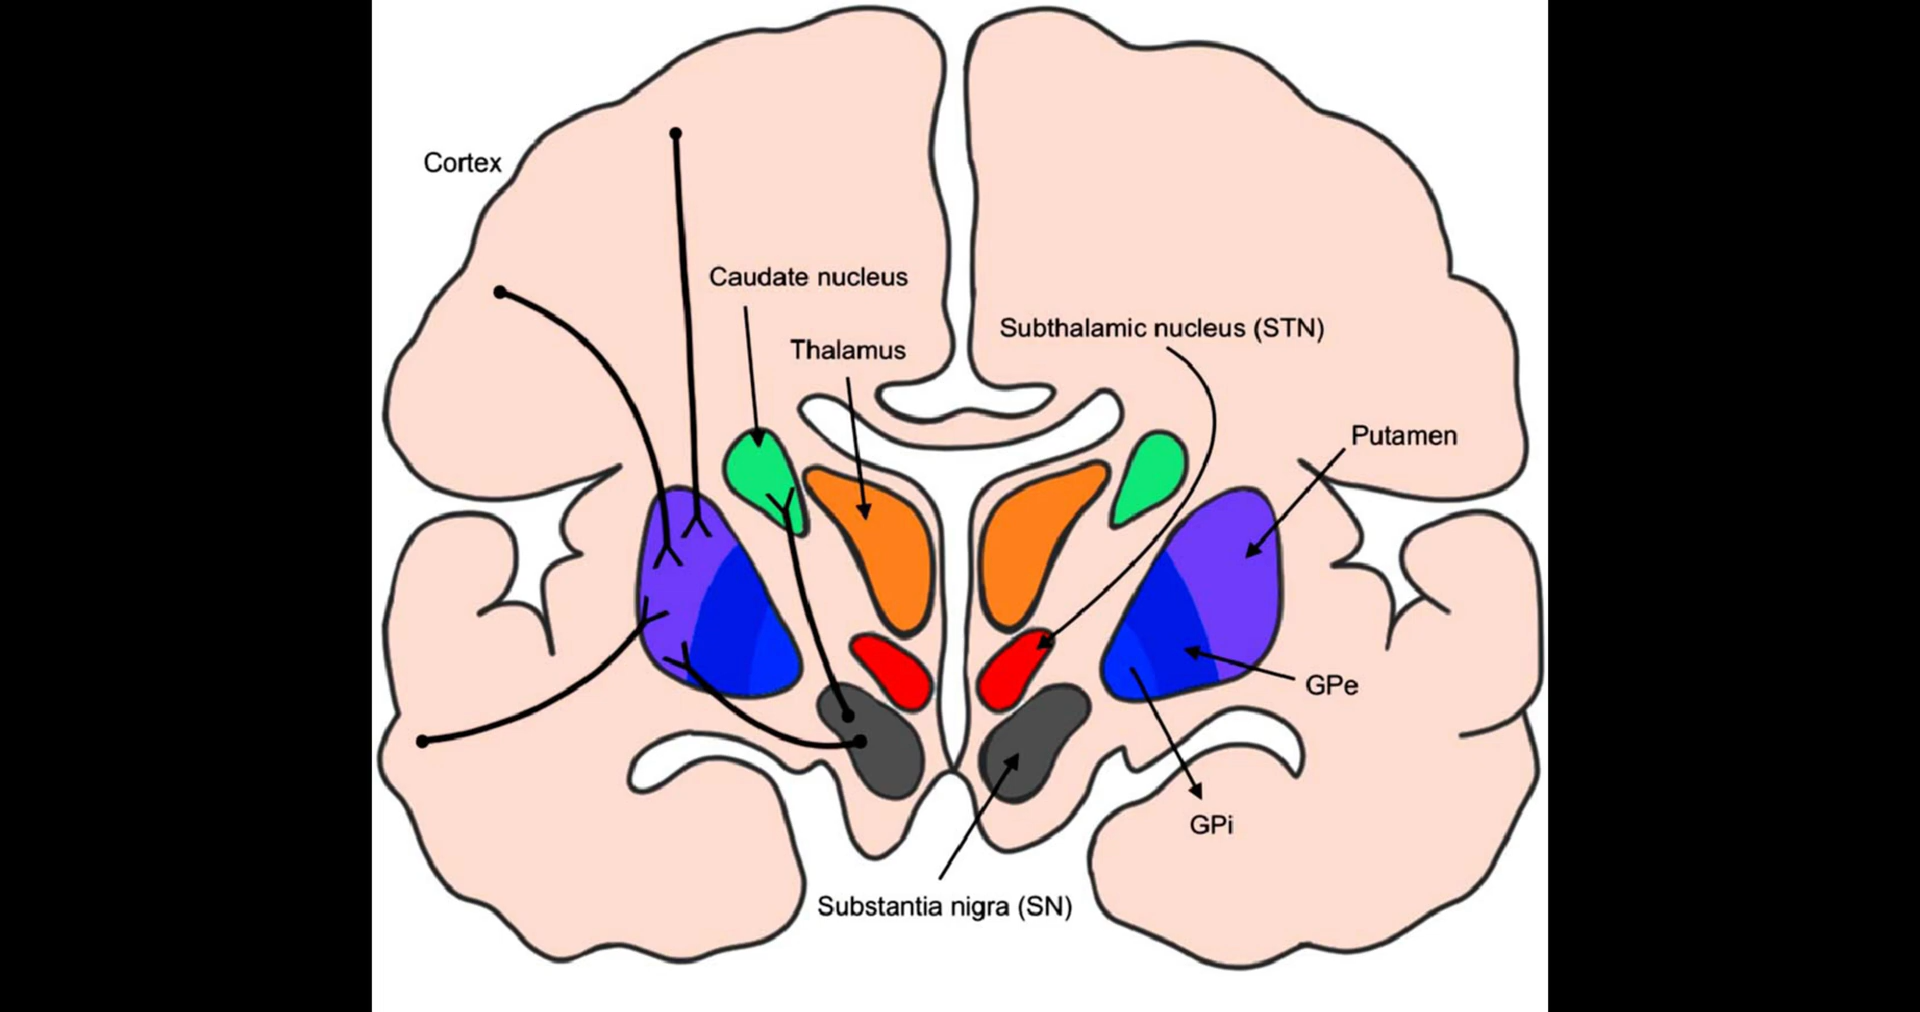 Cortex
Caudate nucleus
Subthalamic nucleus (STN)
Thalamus
Putamen
GPe
GPi
Substantia nigra (SN)